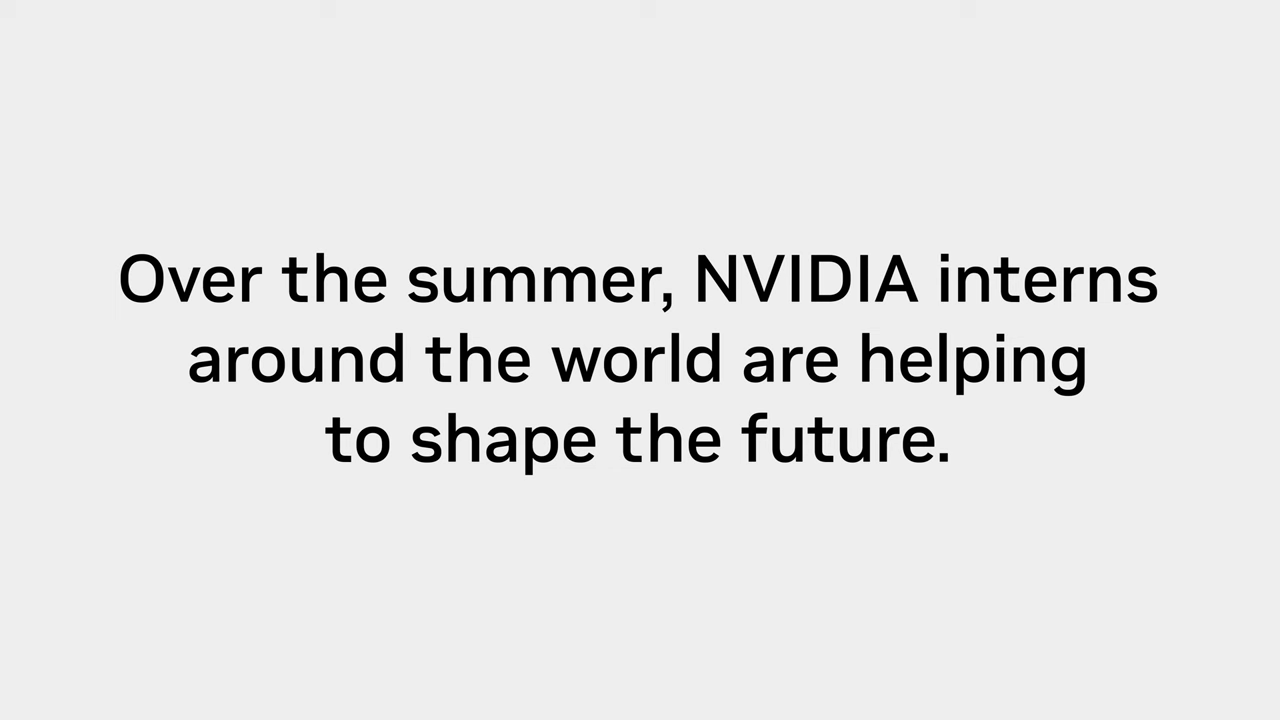 Over the summer, NVIDIA interns
around the world are helping
to shape the future.